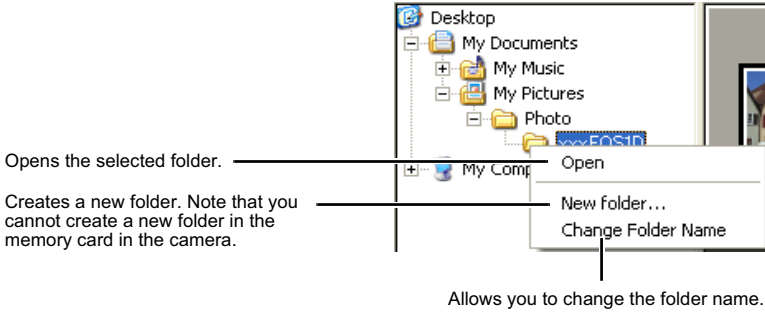 Desktop
My Documents
My Music
My Pictures
Photo
xxxEOS1D
My Comp
Opens the selected folder.
Open
Creates a new folder. Note that you
cannot create a new folder in the
memory card in the camera.
New folder...
Change Folder Name
Allows you to change the folder name.